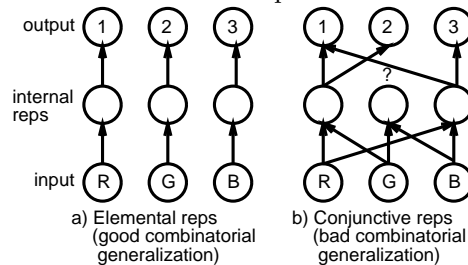 output 1 2 3 1 2 3
?
internal reps
input R G B R G B
a) Elemental reps b) Conjunctive reps
(good combinatorial (bad combinatorial
generalization) generalization)